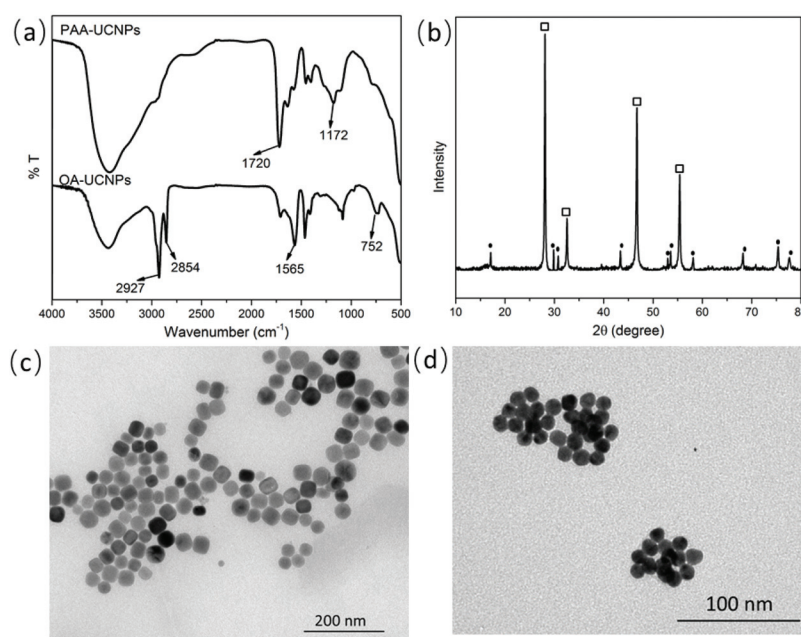 (a)
PAA-UCNPs
1720
1172
% T
OA-UCNPs
2927
2854
1565
752
4000 3500 3000 2500 2000 1500 1000 500
Wavenumber (cm⁻¹)
(b)
Intensity
10 20 30 40 50 60 70 80
2θ (degree)
(c)
200 nm
(d)
100 nm